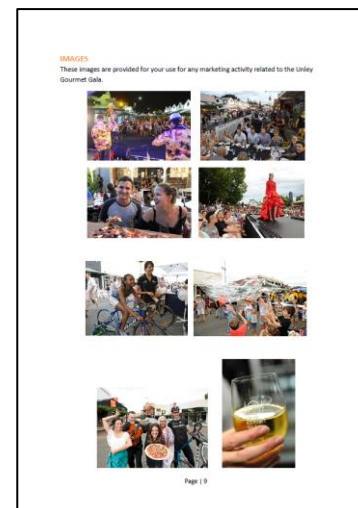 IMAGES
These images are provided for your use for any marketing activity related to the Unley
Gourmet Gala.
Page | 9